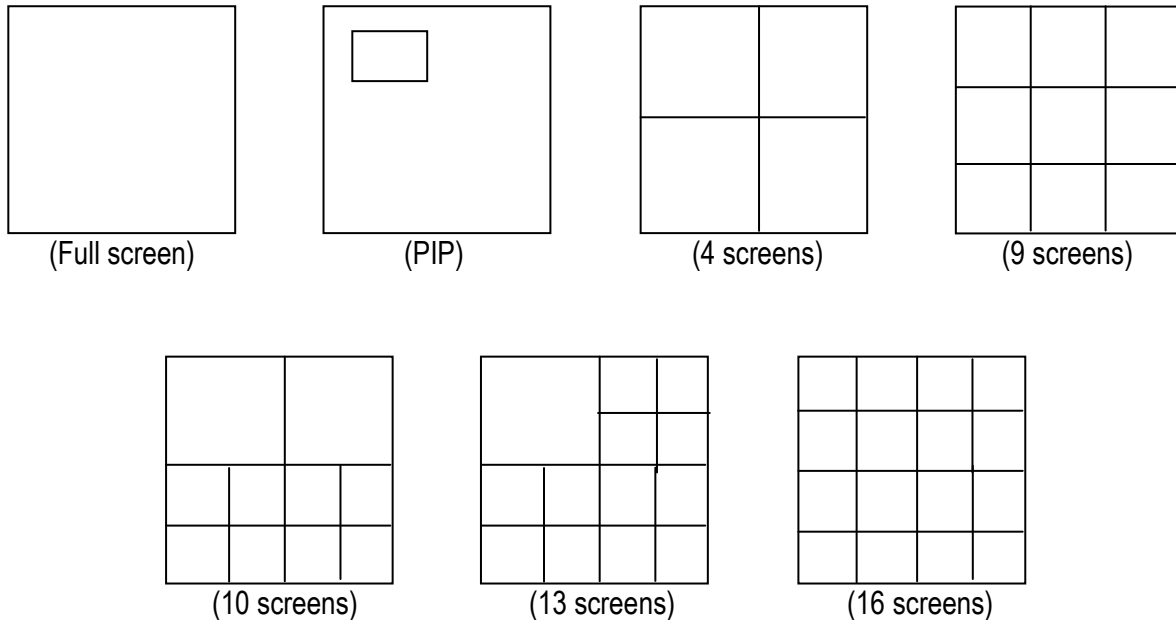 (Full screen)
(PIP)
(4 screens)
(9 screens)
(10 screens)
(13 screens)
(16 screens)